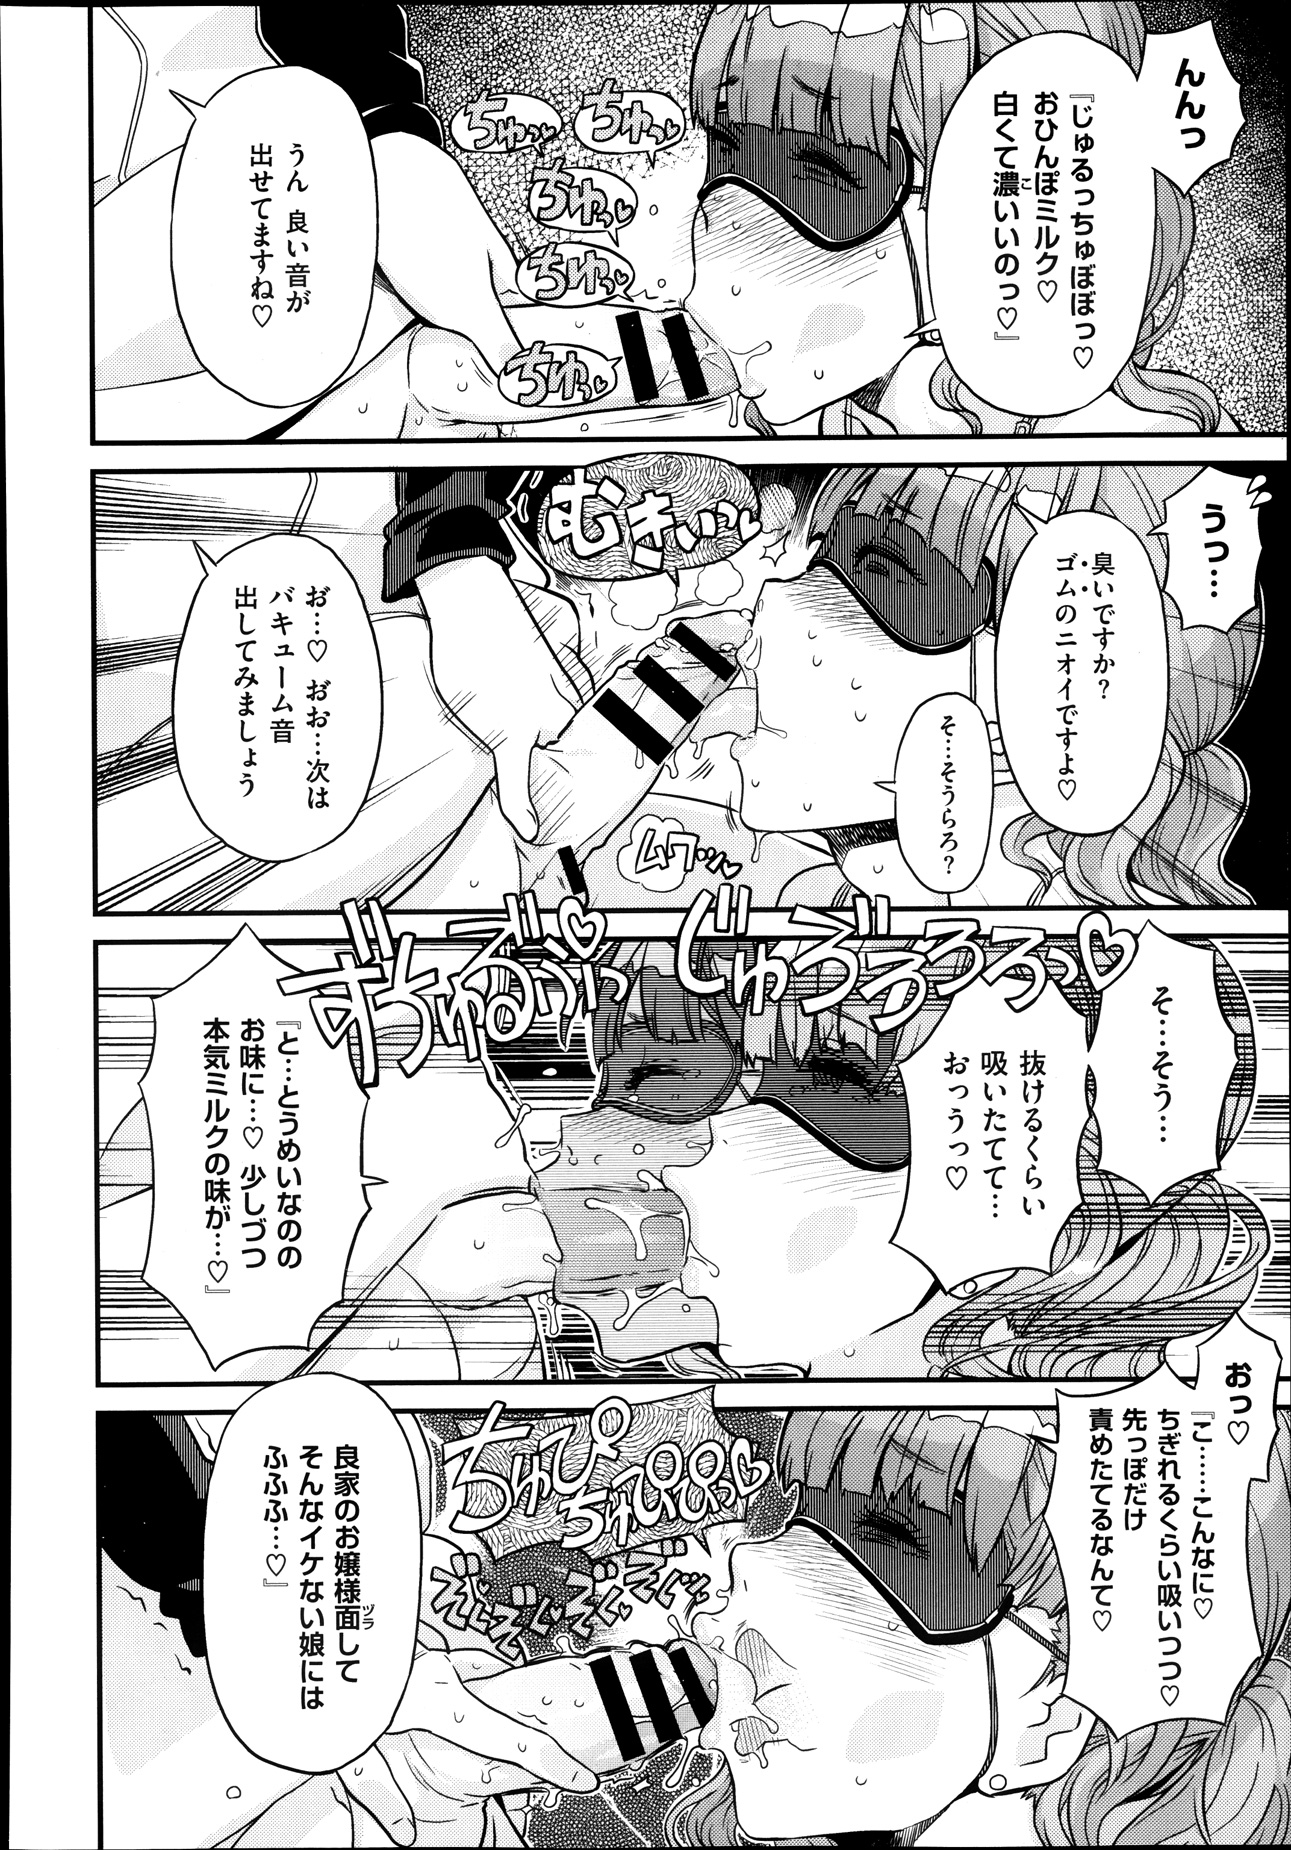 んんっ
『じゅるっちゅぼぼっ♡
おひんぽミルク♡
白くて濃いいのっ♡』
こ
ちゅっ♡
ちゅっ♡
ちゅっ♡
ちゅっ♡
ちゅっ♡
うん 良い音が
出せてますね♡
うっ…
臭いですか?
ゴムのニオイですよ♡
そ…そうらろ?
むきぃっ♡
ムワッ♡
お゙…♡ お゙お…次は
バキューム音
出してみましょう
そ…そう…
抜けるくらい
吸いたてて…
おっうっ♡
じゅろろろろっ♡
『と…とうめいなのの
お味に…♡ 少しづつ
本気ミルクの味が…♡』
おっ♡
『こ……こんなに♡
ちぎれるくらい吸いつつ♡
先っぽだけ
責めたてるなんて♡
ちゅぴ
ちゅぴぴっ♡
良家のお嬢様面して
ヅラ
そんなイケない娘には
ふふふ…♡』